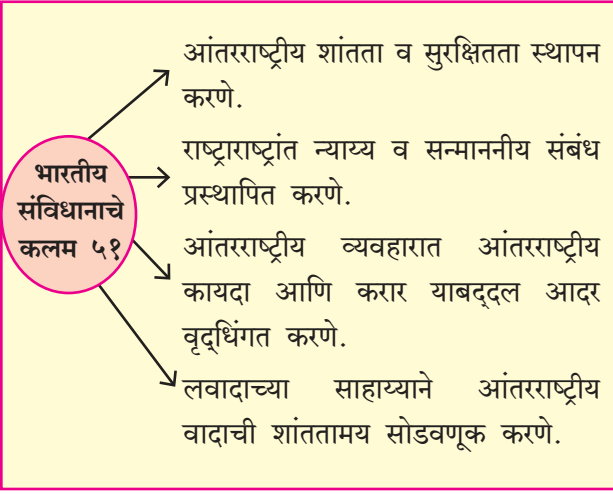 भारतीय
संविधानाचे
कलम ५१
आंतरराष्ट्रीय शांतता व सुरक्षितता स्थापन
करणे.
राष्ट्राराष्ट्रांत न्याय्य व सन्माननीय संबंध
प्रस्थापित करणे.
आंतरराष्ट्रीय व्यवहारात आंतरराष्ट्रीय
कायदा आणि करार याबद्‌दल आदर
वृद्‌धिंगत करणे.
लवादाच्या साहाय्याने आंतरराष्ट्रीय
वादाची शांततामय सोडवणूक करणे.